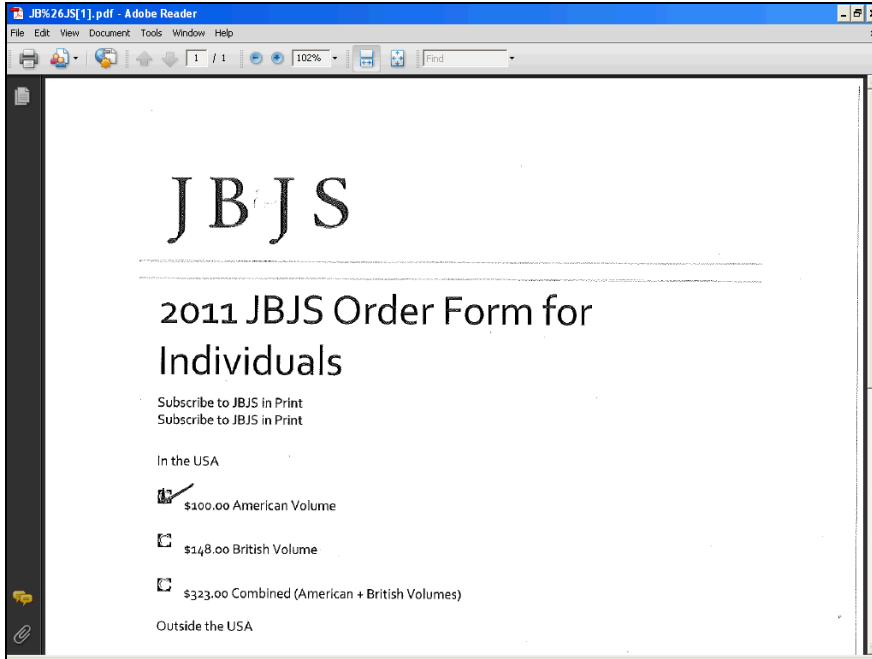 JB%26JS[1].pdf - Adobe Reader
File Edit View Document Tools Window Help
1 / 1 102% Find
J B J S
2011 JBJS Order Form for
Individuals
Subscribe to JBJS in Print
Subscribe to JBJS in Print
In the USA
$100.00 American Volume
$148.00 British Volume
$323.00 Combined (American + British Volumes)
Outside the USA